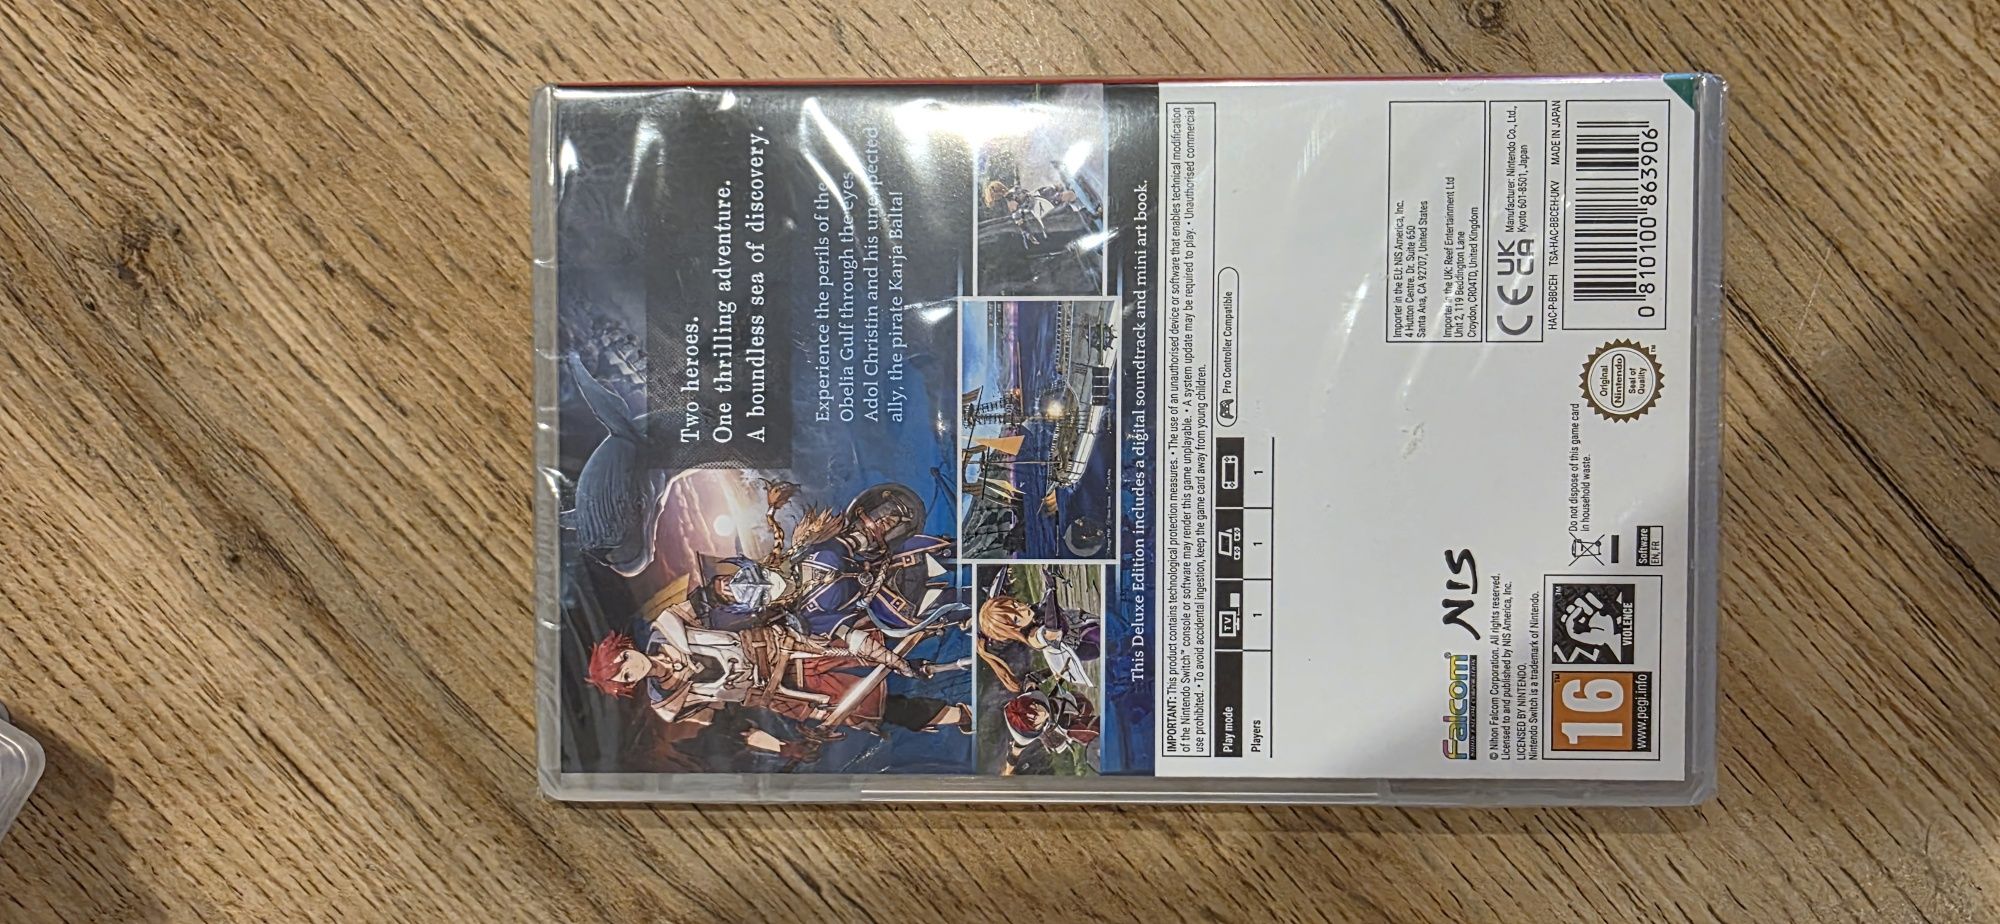 Two heroes.
One thrilling adventure.
A boundless sea of discovery.
Experience the perils of the
Obelia Gulf through the eyes
Adol Christin and his unexpected
ally, the pirate Karja Balta!
This Deluxe Edition includes a digital soundtrack and mini art book.
IMPORTANT: This product contains technological protection measures. • The use of an unauthorised device or software that enables technical modification
of the Nintendo Switch™ console or software may render this game unplayable. • A system update may be required to play. • Unauthorised commercial
use prohibited. • To avoid accidental ingestion, keep the game card away from young children.
Play mode TV
Players 1 1 1
Pro Controller Compatible
Importer in the EU: NIS America, Inc.
4 Hutton Centre. Dr. Suite 650
Santa Ana, CA 92707, United States
Importer in the UK: Reef Entertainment Ltd
Unit 2, 119 Beddington Lane
Croydon, CR04TD, United Kingdom
CE UK CA
Manufacturer: Nintendo Co., Ltd.,
Kyoto 601-8501, Japan
Falcom
NIHON FALCOM CORPORATION
NIS
© Nihon Falcom Corporation. All rights reserved.
Licensed to and published by NIS America, Inc.
LICENSED BY NINTENDO.
Nintendo Switch is a trademark of Nintendo.
16
www.pegi.info
VIOLENCE
Do not dispose of this game card
in household waste.
Software
EN, FR
Original
Nintendo
Seal of
Quality
HAC-P-BBCEH TSA-HAC-BBCEH-UKV MADE IN JAPAN
0 810100 863906